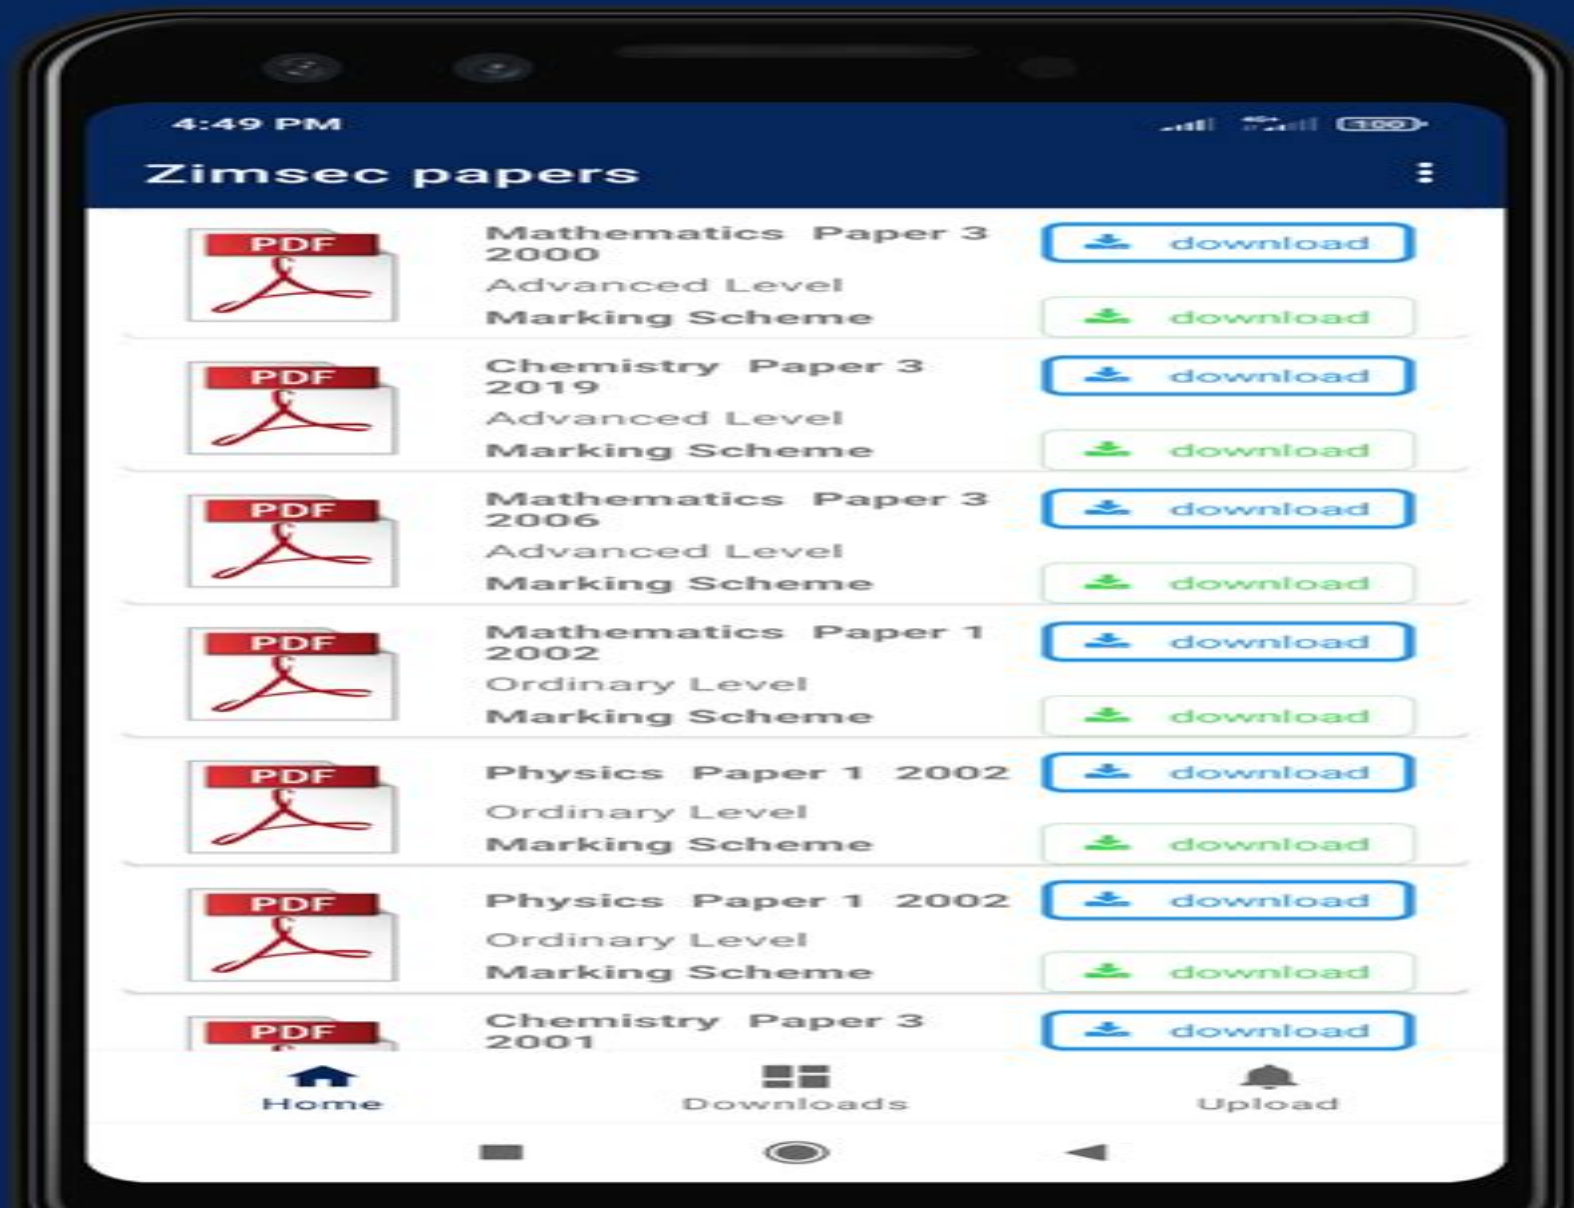 4:49 PM
4G+
100
Zimsec papers
PDF
Mathematics Paper 3
2000
download
Advanced Level
Marking Scheme
download
PDF
Chemistry Paper 3
2019
download
Advanced Level
Marking Scheme
download
PDF
Mathematics Paper 3
2006
download
Advanced Level
Marking Scheme
download
PDF
Mathematics Paper 1
2002
download
Ordinary Level
Marking Scheme
download
PDF
Physics Paper 1 2002
download
Ordinary Level
Marking Scheme
download
PDF
Physics Paper 1 2002
download
Ordinary Level
Marking Scheme
download
PDF
Chemistry Paper 3
2001
download
Home
Downloads
Upload